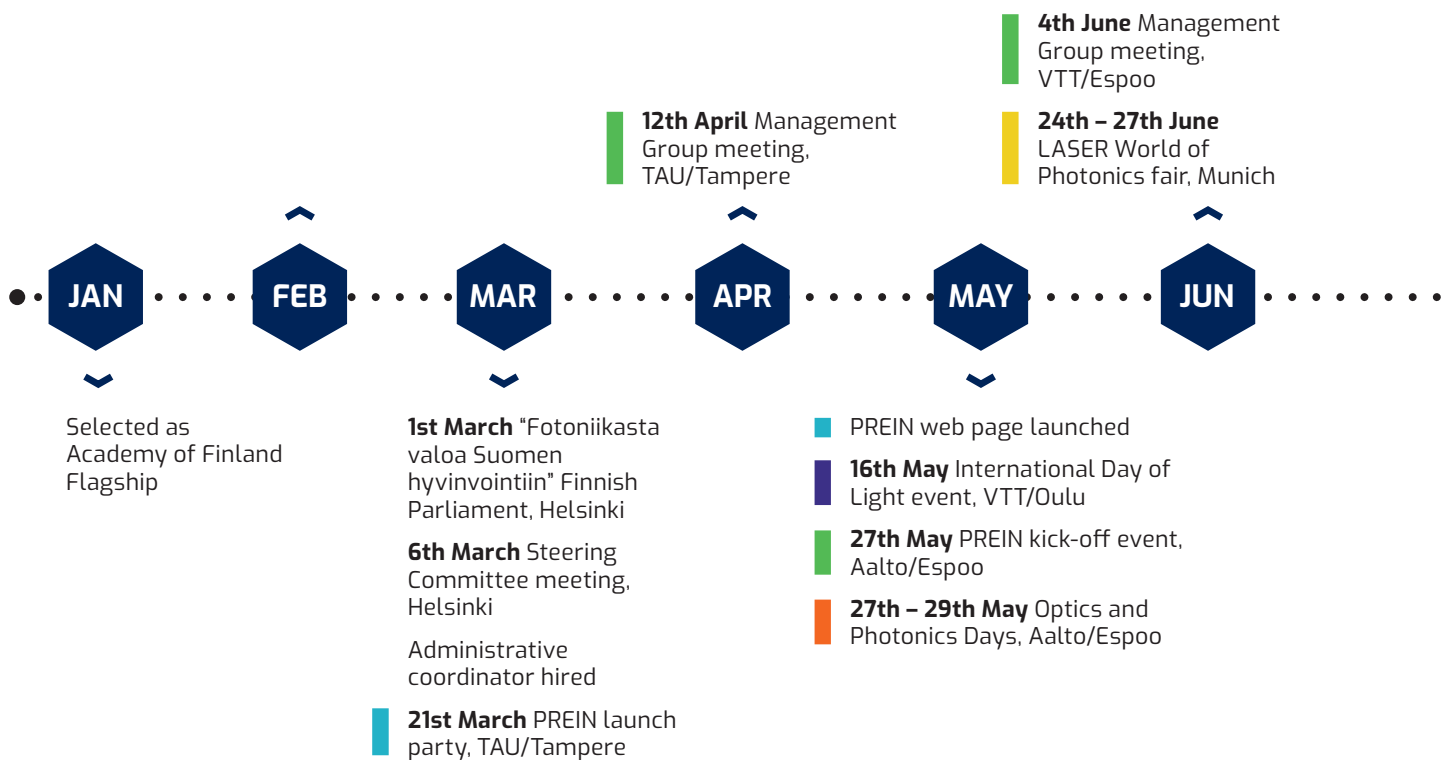 4th June Management
Group meeting,
VTT/Espoo
24th – 27th June
LASER World of
Photonics fair, Munich
12th April Management
Group meeting,
TAU/Tampere
JAN
FEB
MAR
APR
MAY
JUN
Selected as
Academy of Finland
Flagship
1st March “Fotoniikasta
valoa Suomen
hyvinvointiin” Finnish
Parliament, Helsinki
6th March Steering
Committee meeting,
Helsinki
Administrative
coordinator hired
21st March PREIN launch
party, TAU/Tampere
PREIN web page launched
16th May International Day of
Light event, VTT/Oulu
27th May PREIN kick-off event,
Aalto/Espoo
27th – 29th May Optics and
Photonics Days, Aalto/Espoo